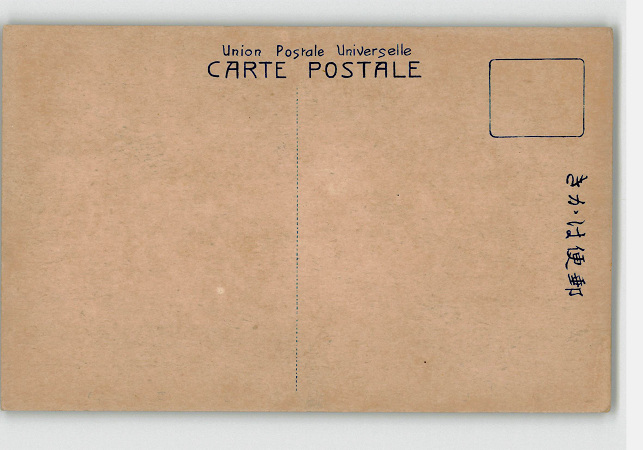 Union Postale Universelle
CARTE POSTALE
きかは便郵